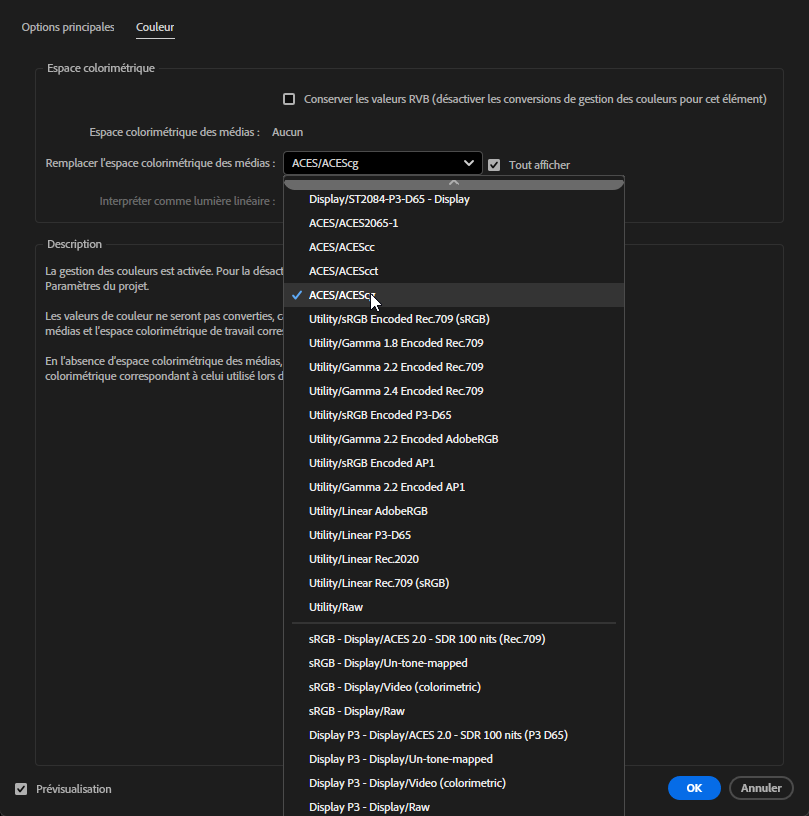 Options principales Couleur
Espace colorimétrique
Conserver les valeurs RVB (désactiver les conversions de gestion des couleurs pour cet élément)
Espace colorimétrique des médias : Aucun
Remplacer l'espace colorimétrique des médias : ACES/ACEScg Tout afficher
Interpréter comme lumière linéaire :
Description
La gestion des couleurs est activée. Pour la désact
Paramètres du projet.
Les valeurs de couleur ne seront pas converties, c
médias et l'espace colorimétrique de travail corres
En l'absence d'espace colorimétrique des médias,
colorimétrique correspondant à celui utilisé lors d
Display/ST2084-P3-D65 - Display
ACES/ACES2065-1
ACES/ACEScc
ACES/ACEScct
ACES/ACEScg
Utility/sRGB Encoded Rec.709 (sRGB)
Utility/Gamma 1.8 Encoded Rec.709
Utility/Gamma 2.2 Encoded Rec.709
Utility/Gamma 2.4 Encoded Rec.709
Utility/sRGB Encoded P3-D65
Utility/Gamma 2.2 Encoded AdobeRGB
Utility/sRGB Encoded AP1
Utility/Gamma 2.2 Encoded AP1
Utility/Linear AdobeRGB
Utility/Linear P3-D65
Utility/Linear Rec.2020
Utility/Linear Rec.709 (sRGB)
Utility/Raw
sRGB - Display/ACES 2.0 - SDR 100 nits (Rec.709)
sRGB - Display/Un-tone-mapped
sRGB - Display/Video (colorimetric)
sRGB - Display/Raw
Display P3 - Display/ACES 2.0 - SDR 100 nits (P3 D65)
Display P3 - Display/Un-tone-mapped
Display P3 - Display/Video (colorimetric)
Display P3 - Display/Raw
Prévisualisation OK Annuler